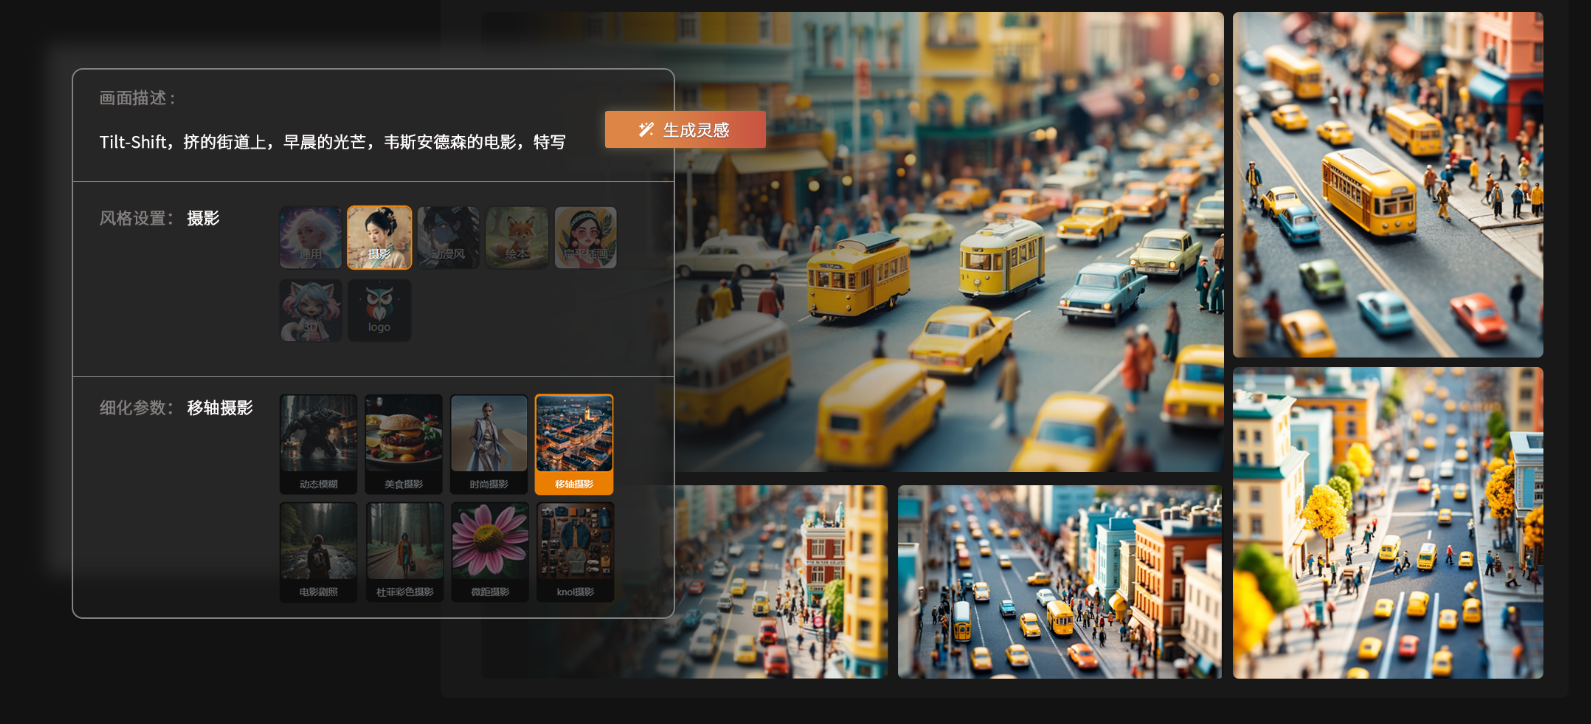 画面描述：
Tilt-Shift，挤的街道上，早晨的光芒，韦斯安德森的电影，特写
生成灵感
风格设置： 摄影
通用
摄影
动漫风
绘本
3D
logo
细化参数： 移轴摄影
动态模糊
美食摄影
时尚摄影
移轴摄影
电影剧照
杜菲彩色摄影
微距摄影
knoll摄影